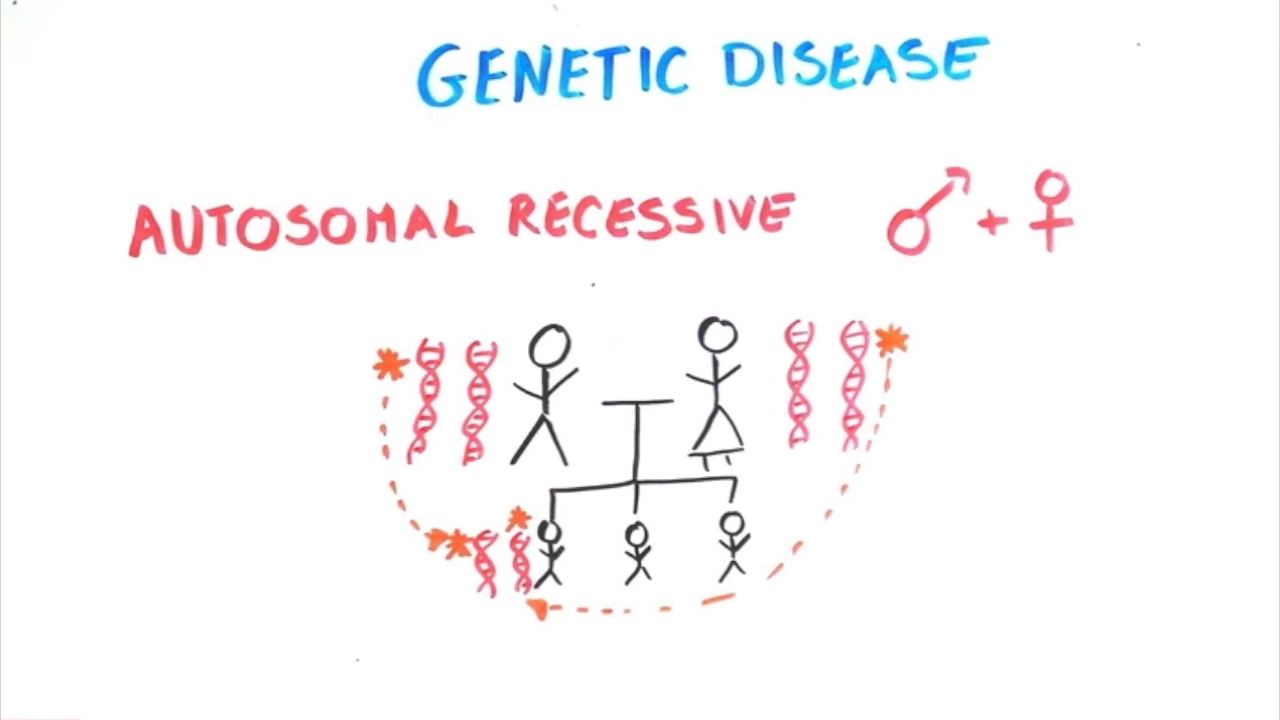 GENETIC DISEASE
AUTOSOMAL RECESSIVE ♂ + ♀